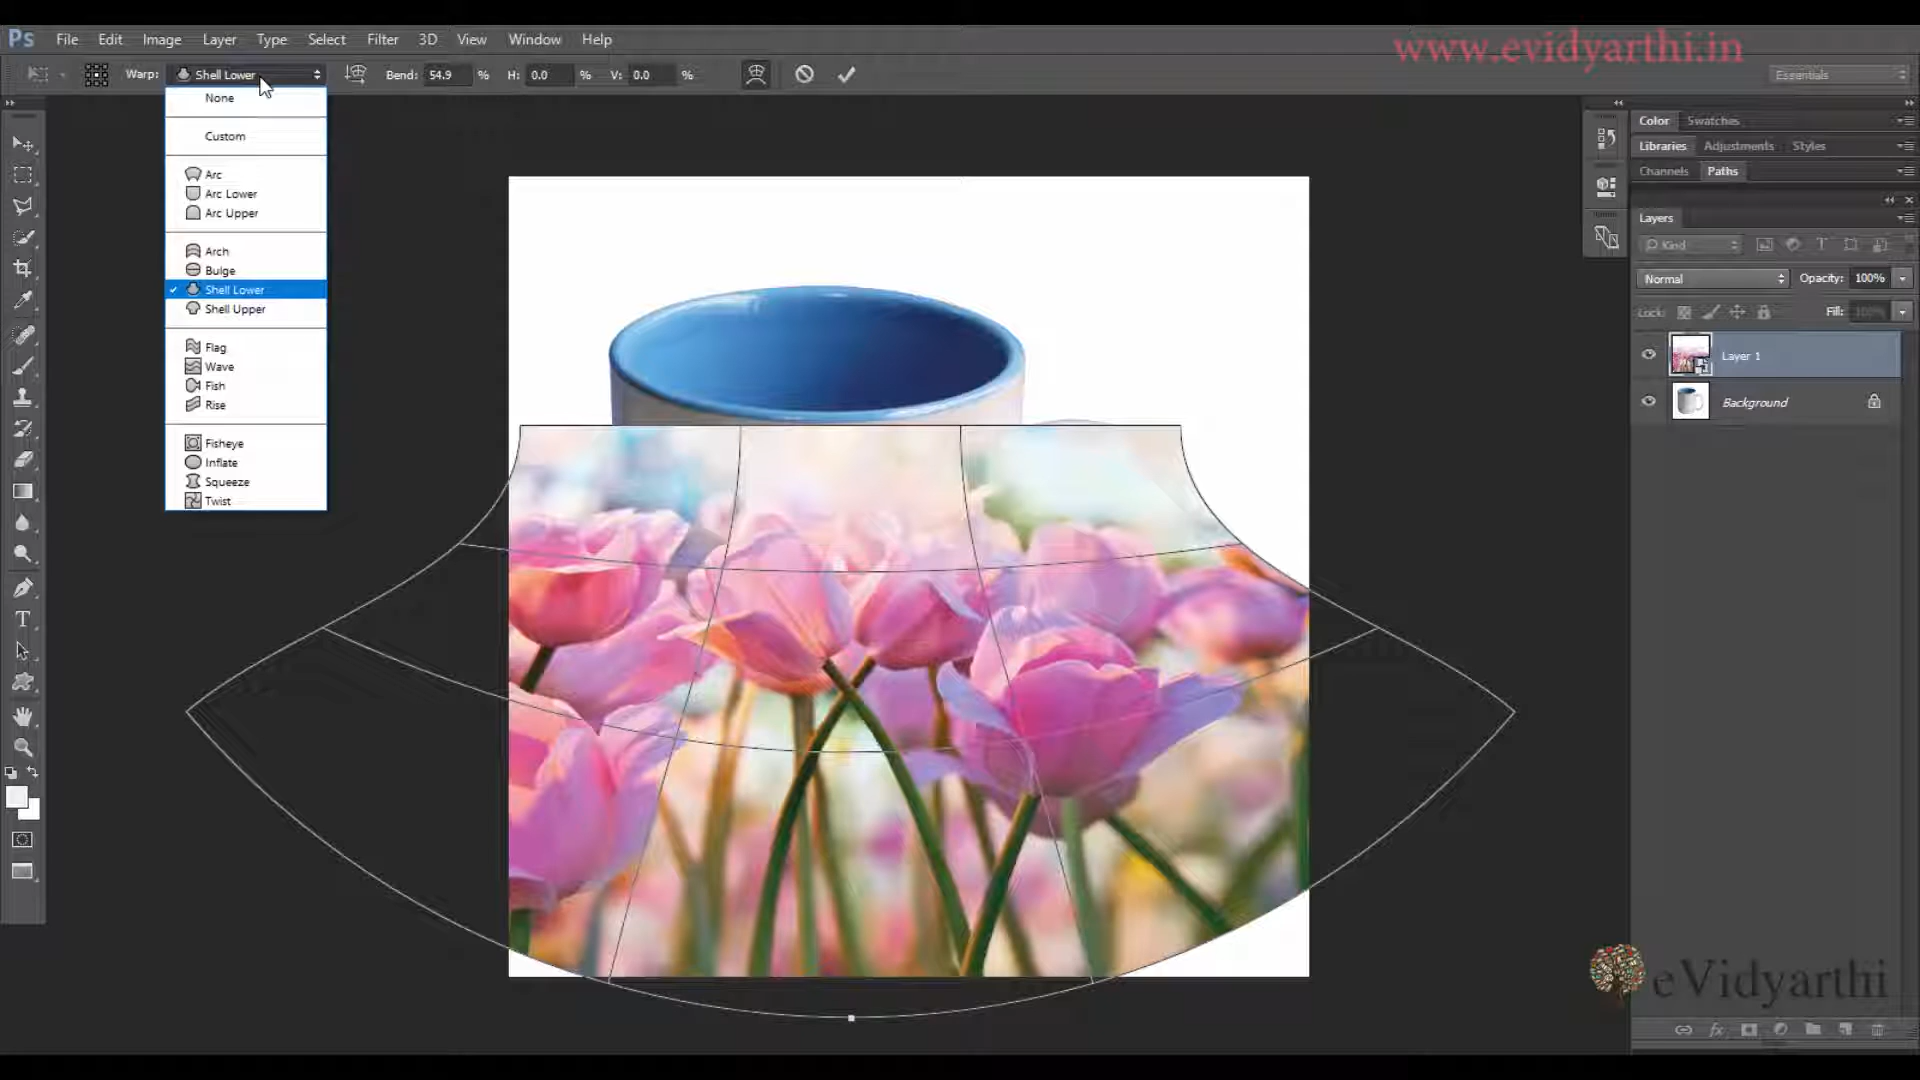 Ps File Edit Image Layer Type Select Filter 3D View Window Help
www.evidyarthi.in
Warp: Shell Lower Bend: 54.9 % H: 0.0 % V: 0.0 %
Essentials
None
Custom
Arc
Arc Lower
Arc Upper
Arch
Bulge
Shell Lower
Shell Upper
Flag
Wave
Fish
Rise
Fisheye
Inflate
Squeeze
Twist
Color Swatches
Libraries Adjustments Styles
Channels Paths
Layers
Kind
Normal Opacity: 100%
Lock: Fill: 100%
Layer 1
Background
eVidyarthi